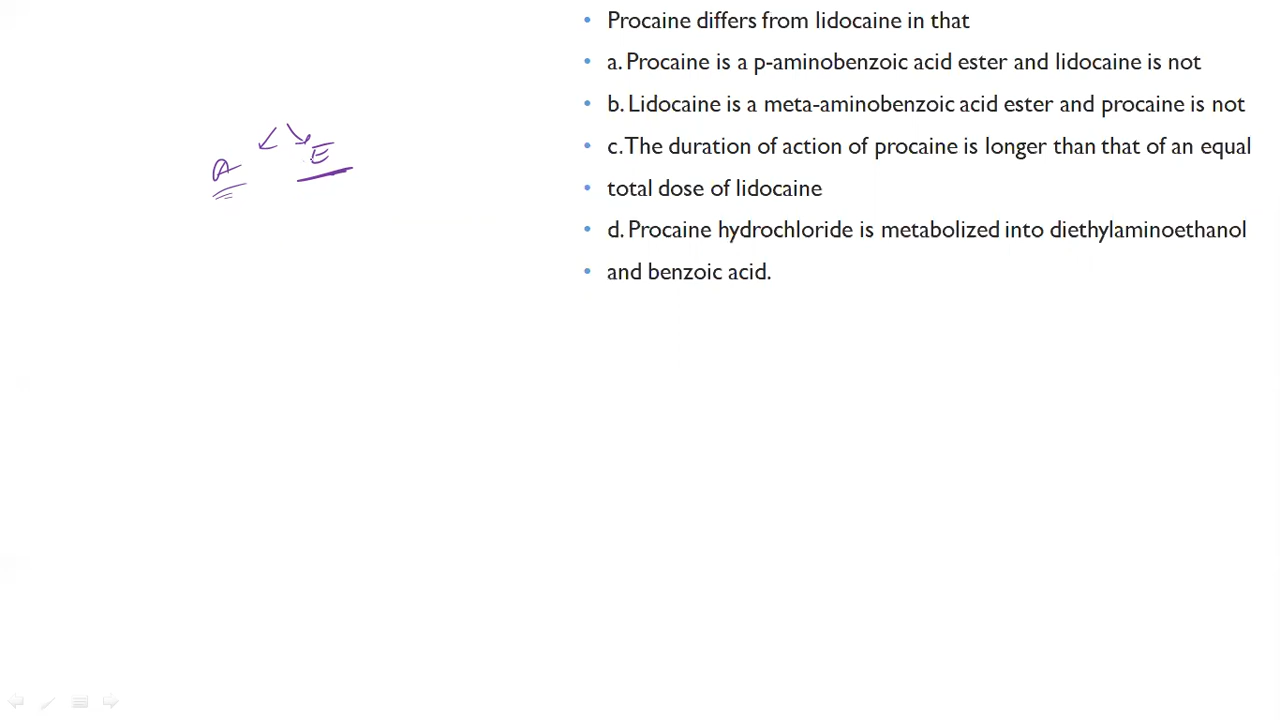 • Procaine differs from lidocaine in that
• a. Procaine is a p-aminobenzoic acid ester and lidocaine is not
• b. Lidocaine is a meta-aminobenzoic acid ester and procaine is not
• c. The duration of action of procaine is longer than that of an equal
• total dose of lidocaine
• d. Procaine hydrochloride is metabolized into diethylaminoethanol
• and benzoic acid.
A E